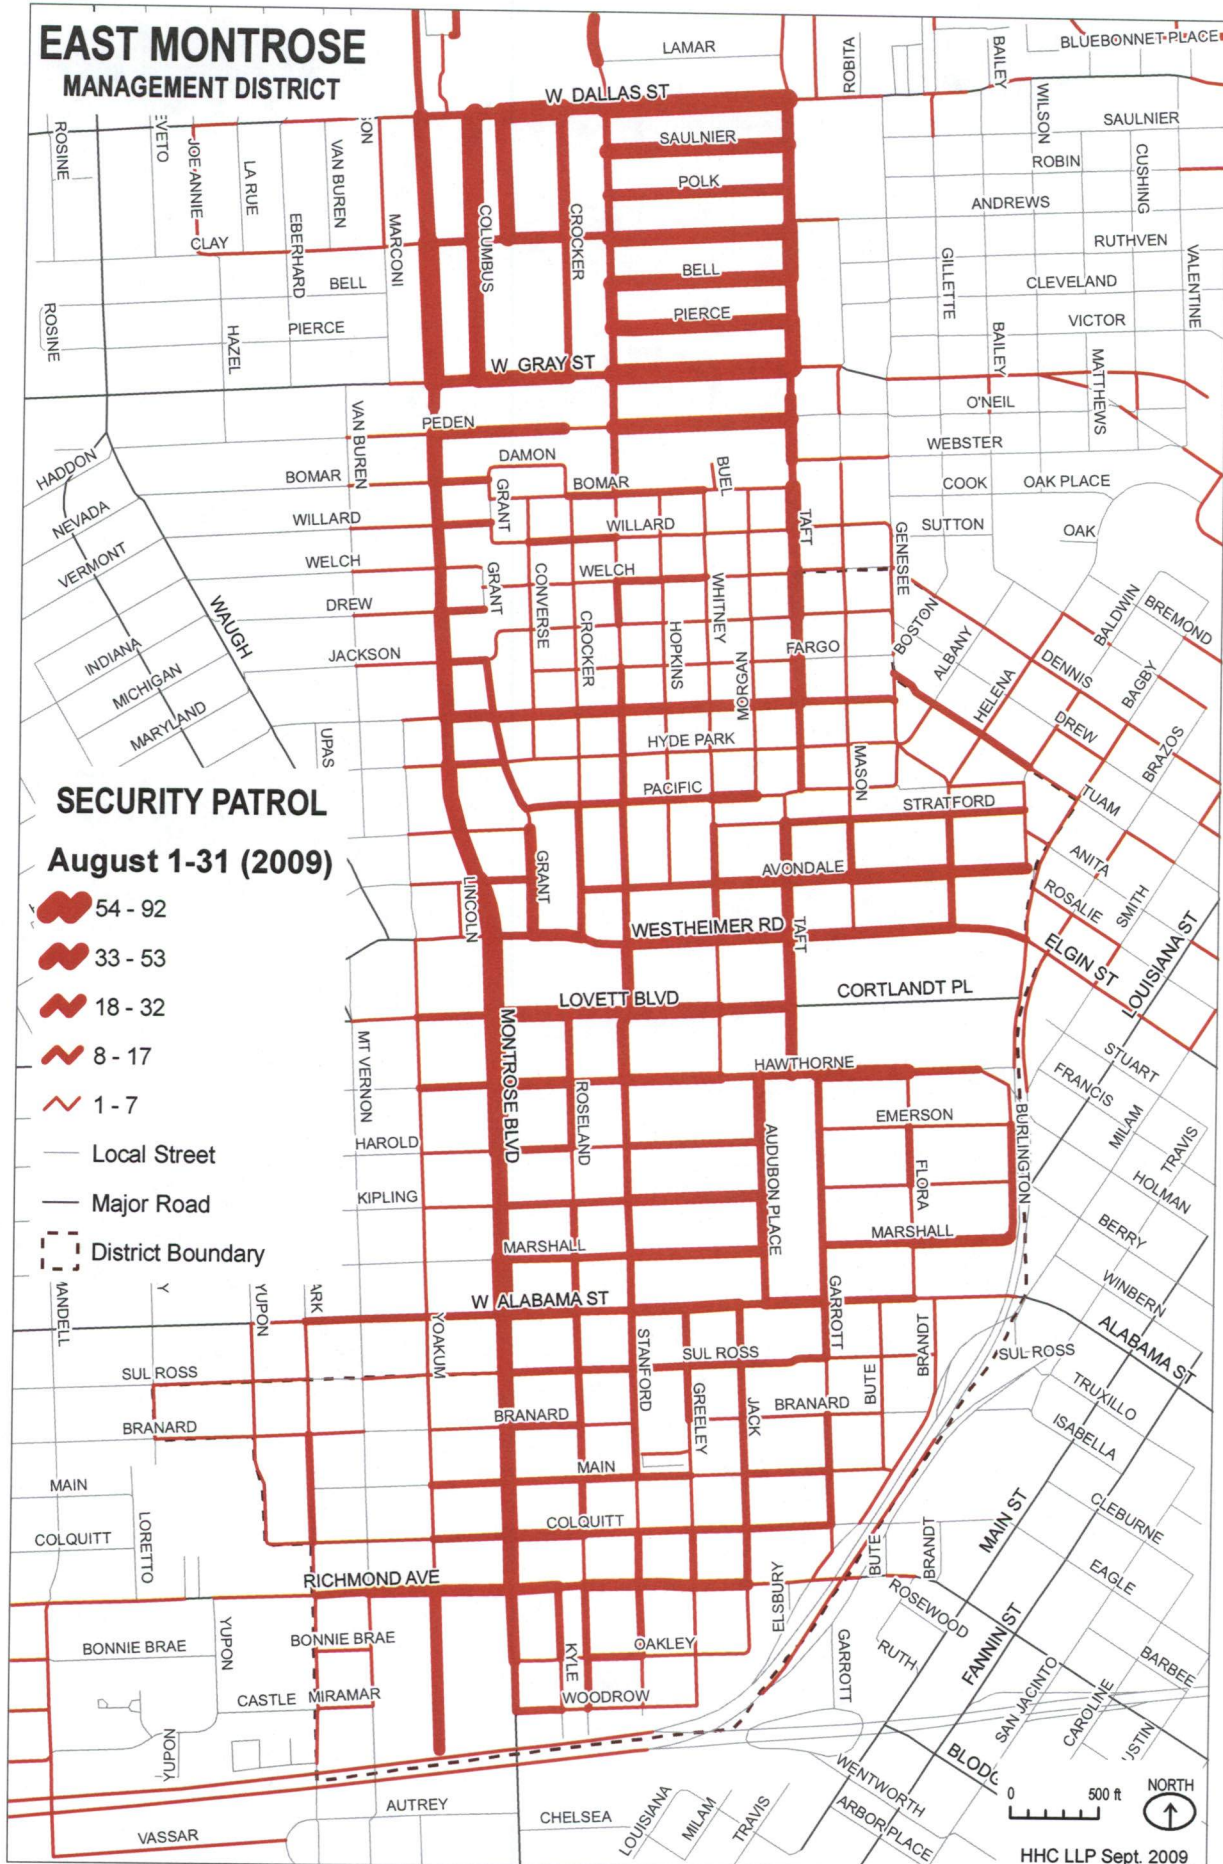 EAST MONTROSE
MANAGEMENT DISTRICT
LAMAR
ROBITA
BAILEY
BLUEBONNET PLACE
W DALLAS ST
ROSINE
EVETO
JOE ANNIE
LA RUE
VAN BUREN
ON
WILSON
SAULNIER
SAULNIER
ROBIN
CUSHING
POLK
ANDREWS
CLAY
EBERHARD
MARCONI
COLUMBUS
CROCKER
RUTHVEN
BELL
BELL
GILLETTE
CLEVELAND
VALENTINE
ROSINE
HAZEL
PIERCE
PIERCE
VICTOR
BAILEY
MATTHEWS
W GRAY ST
O'NEIL
VAN BUREN
PEDEN
WEBSTER
HADDON
DAMON
BUEL
BOMAR
GRANT
BOMAR
COOK
OAK PLACE
NEVADA
WILLARD
WILLARD
TAFT
GENESEE
SUTTON
OAK
VERMONT
WELCH
GRANT
CONVERSE
WELCH
WHITNEY
WAUGH
DREW
CROCKER
HOPKINS
BOSTON
ALBANY
BALDWIN
BREMOND
INDIANA
JACKSON
MORGAN
FARGO
HELENA
DENNIS
BAGBY
MICHIGAN
MARYLAND
DREW
BRAZOS
UPAS
HYDE PARK
MASON
SECURITY PATROL
August 1-31 (2009)
PACIFIC
STRATFORD
TUAM
54 - 92
LINCOLN
GRANT
AVONDALE
ANITA
33 - 53
WESTHEIMER RD
TAFT
ROSALIE
SMITH
18 - 32
ELGIN ST
LOUISIANA ST
8 - 17
LOVETT BLVD
CORTLANDT PL
1 - 7
MT VERNON
MONTROSE BLVD
ROSELAND
HAWTHORNE
STUART
FRANCIS
Local Street
HAROLD
AUDUBON PLACE
EMERSON
BURLINGTON
MILAM
TRAVIS
Major Road
KIPLING
FLORA
HOLMAN
District Boundary
MARSHALL
MARSHALL
BERRY
MANDELL
Y
YUPON
ARK
YOAKUM
W ALABAMA ST
STANFORD
GARROTT
BRANDT
WINBERN
ALABAMA ST
SUL ROSS
SUL ROSS
BUTE
SUL ROSS
BRANARD
BRANARD
GREELEY
JACK
BRANARD
TRUXILLO
ISABELLA
MAIN
MAIN
MAIN ST
CLEBURNE
COLQUITT
LORETTO
COLQUITT
BUTE
BRANDT
EAGLE
RICHMOND AVE
ELSBURY
ROSEWOOD
FANNIN ST
BONNIE BRAE
YUPON
BONNIE BRAE
KYLE
OAKLEY
GARROTT
RUTH
BARBEE
CASTLE
MIRAMAR
WOODROW
SAN JACINTO
CAROLINE
USTIN
YUPON
BLODG
AUTREY
CHELSEA
LOUISIANA
MILAM
TRAVIS
WENTWORTH
ARBOR PLACE
VASSAR
0 500 ft
NORTH
HHC LLP Sept. 2009